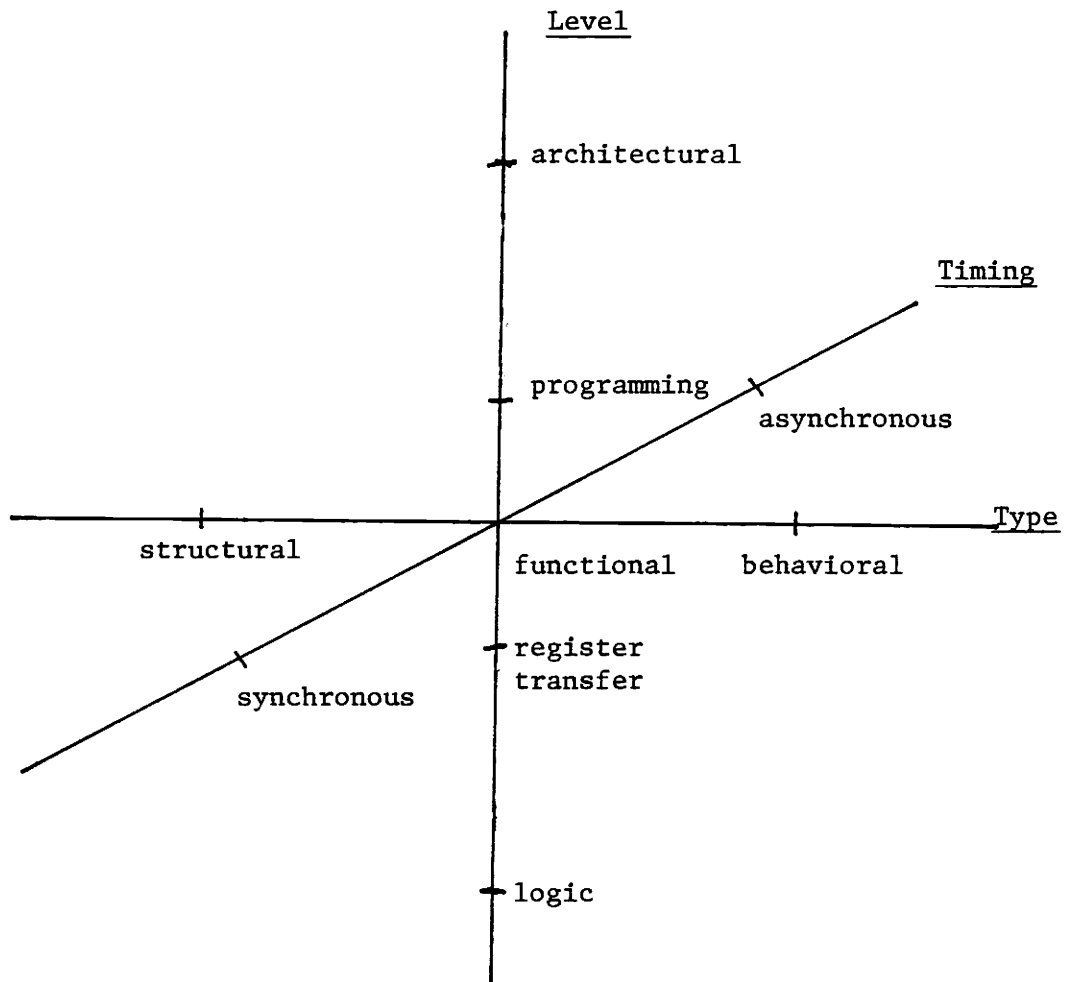 Level
architectural
Timing
programming
asynchronous
Type
structural
functional
behavioral
register
transfer
synchronous
logic